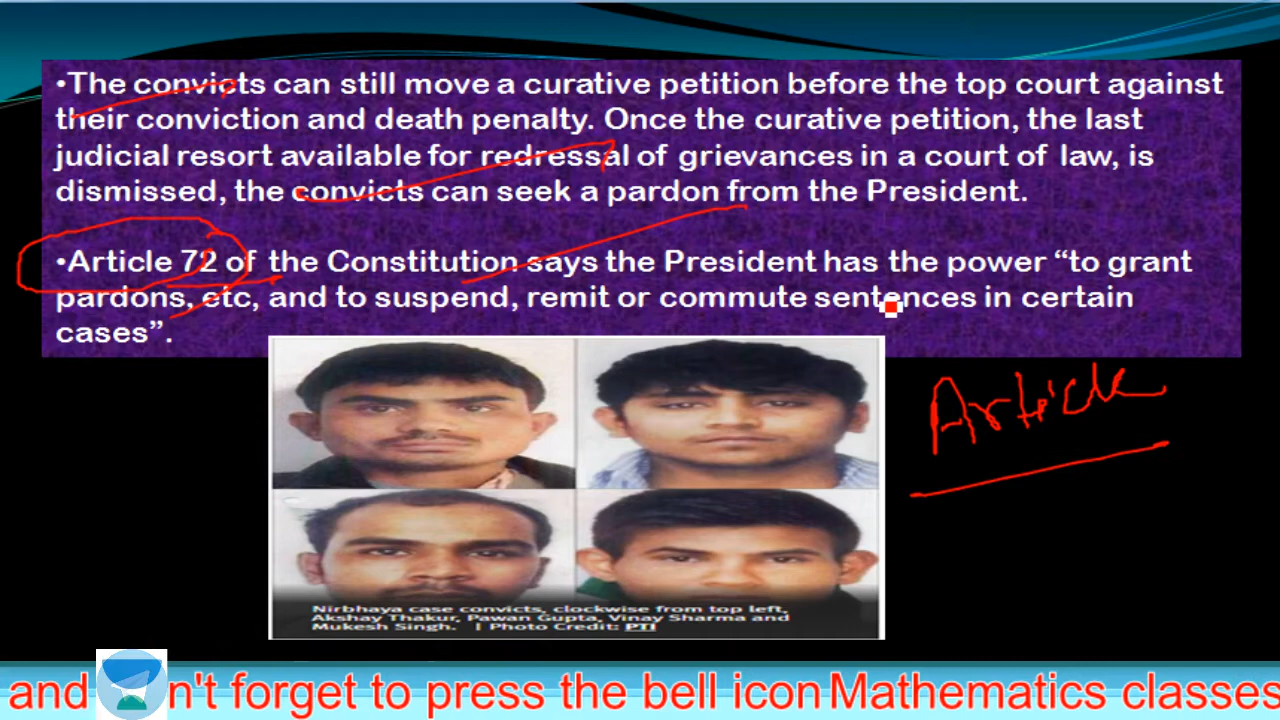 •The convicts can still move a curative petition before the top court against
their conviction and death penalty. Once the curative petition, the last
judicial resort available for redressal of grievances in a court of law, is
dismissed, the convicts can seek a pardon from the President.
•Article 72 of the Constitution says the President has the power “to grant
pardons, etc, and to suspend, remit or commute sentences in certain
cases”.
Article
Nirbhaya case convicts, clockwise from top left,
Akshay Thakur, Pawan Gupta, Vinay Sharma and
Mukesh Singh. | Photo Credit: PTI
and n't forget to press the bell icon Mathematics classes